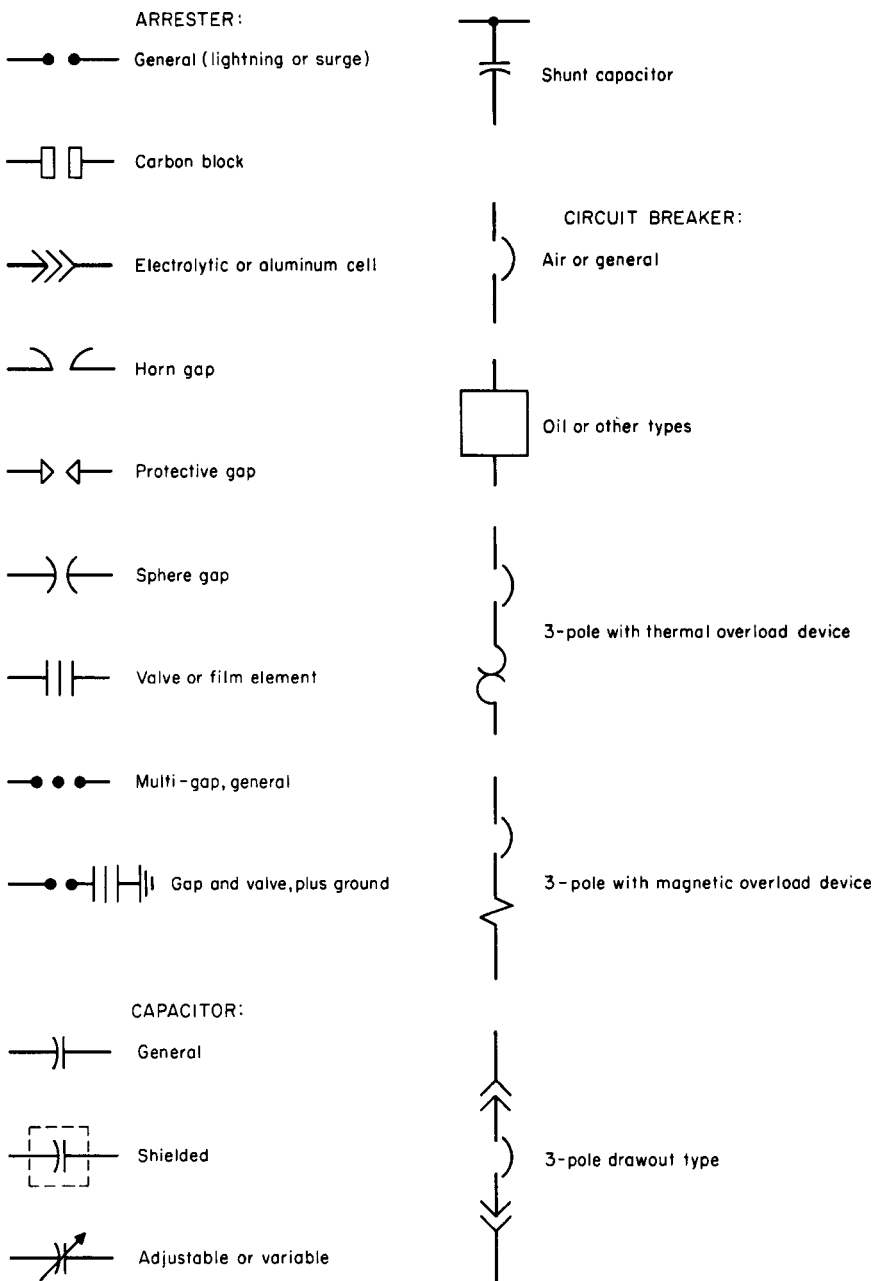 ARRESTER:
General (lightning or surge)
Carbon block
Electrolytic or aluminum cell
Horn gap
Protective gap
Sphere gap
Valve or film element
Multi-gap, general
Gap and valve, plus ground
CAPACITOR:
General
Shielded
Adjustable or variable
Shunt capacitor
CIRCUIT BREAKER:
Air or general
Oil or other types
3-pole with thermal overload device
3-pole with magnetic overload device
3-pole drawout type